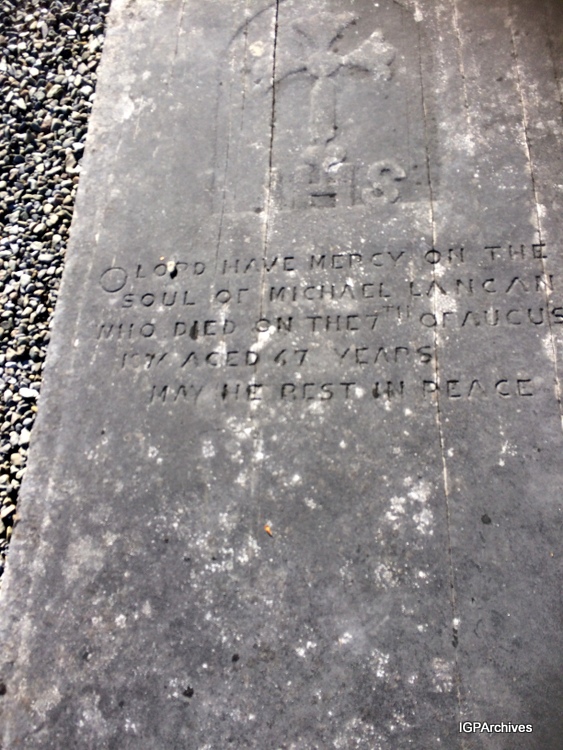 IHS
O LORD HAVE MERCY ON THE
SOUL OF MICHAEL LANGAN
WHO DIED ON THE 7TH OF AUGUS
AGED 67 YEARS
MAY HE REST IN PEACE
IGPArchives